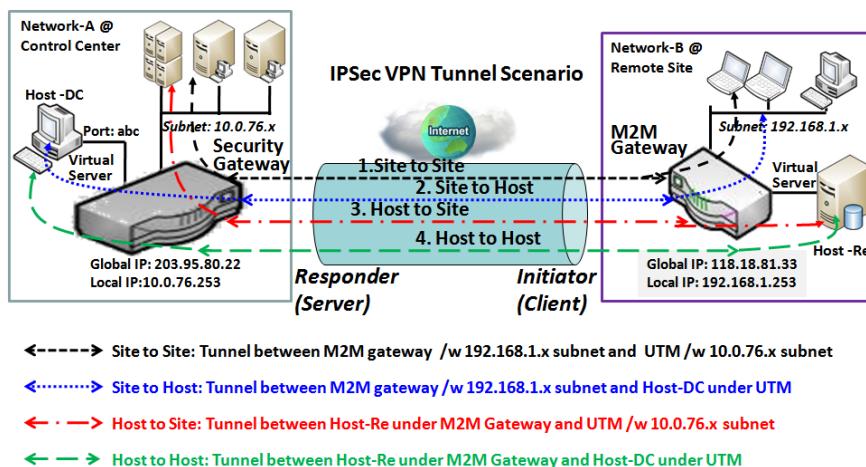 Network-A @
Control Center
Host -DC
Port: abc
Virtual
Server
Subnet: 10.0.76.x
Security
Gateway
Global IP: 203.95.80.22
Local IP:10.0.76.253
IPSec VPN Tunnel Scenario
Internet
1.Site to Site
2. Site to Host
3. Host to Site
4. Host to Host
Responder
(Server)
Initiator
(Client)
Network-B @
Remote Site
Subnet: 192.168.1.x
M2M
Gateway
Virtual
Server
Host -Re
Global IP: 118.18.81.33
Local IP: 192.168.1.253
Site to Site: Tunnel between M2M gateway /w 192.168.1.x subnet and UTM /w 10.0.76.x subnet
Site to Host: Tunnel between M2M gateway /w 192.168.1.x subnet and Host-DC under UTM
Host to Site: Tunnel between Host-Re under M2M Gateway and UTM /w 10.0.76.x subnet
Host to Host: Tunnel between Host-Re under M2M Gateway and Host-DC under UTM